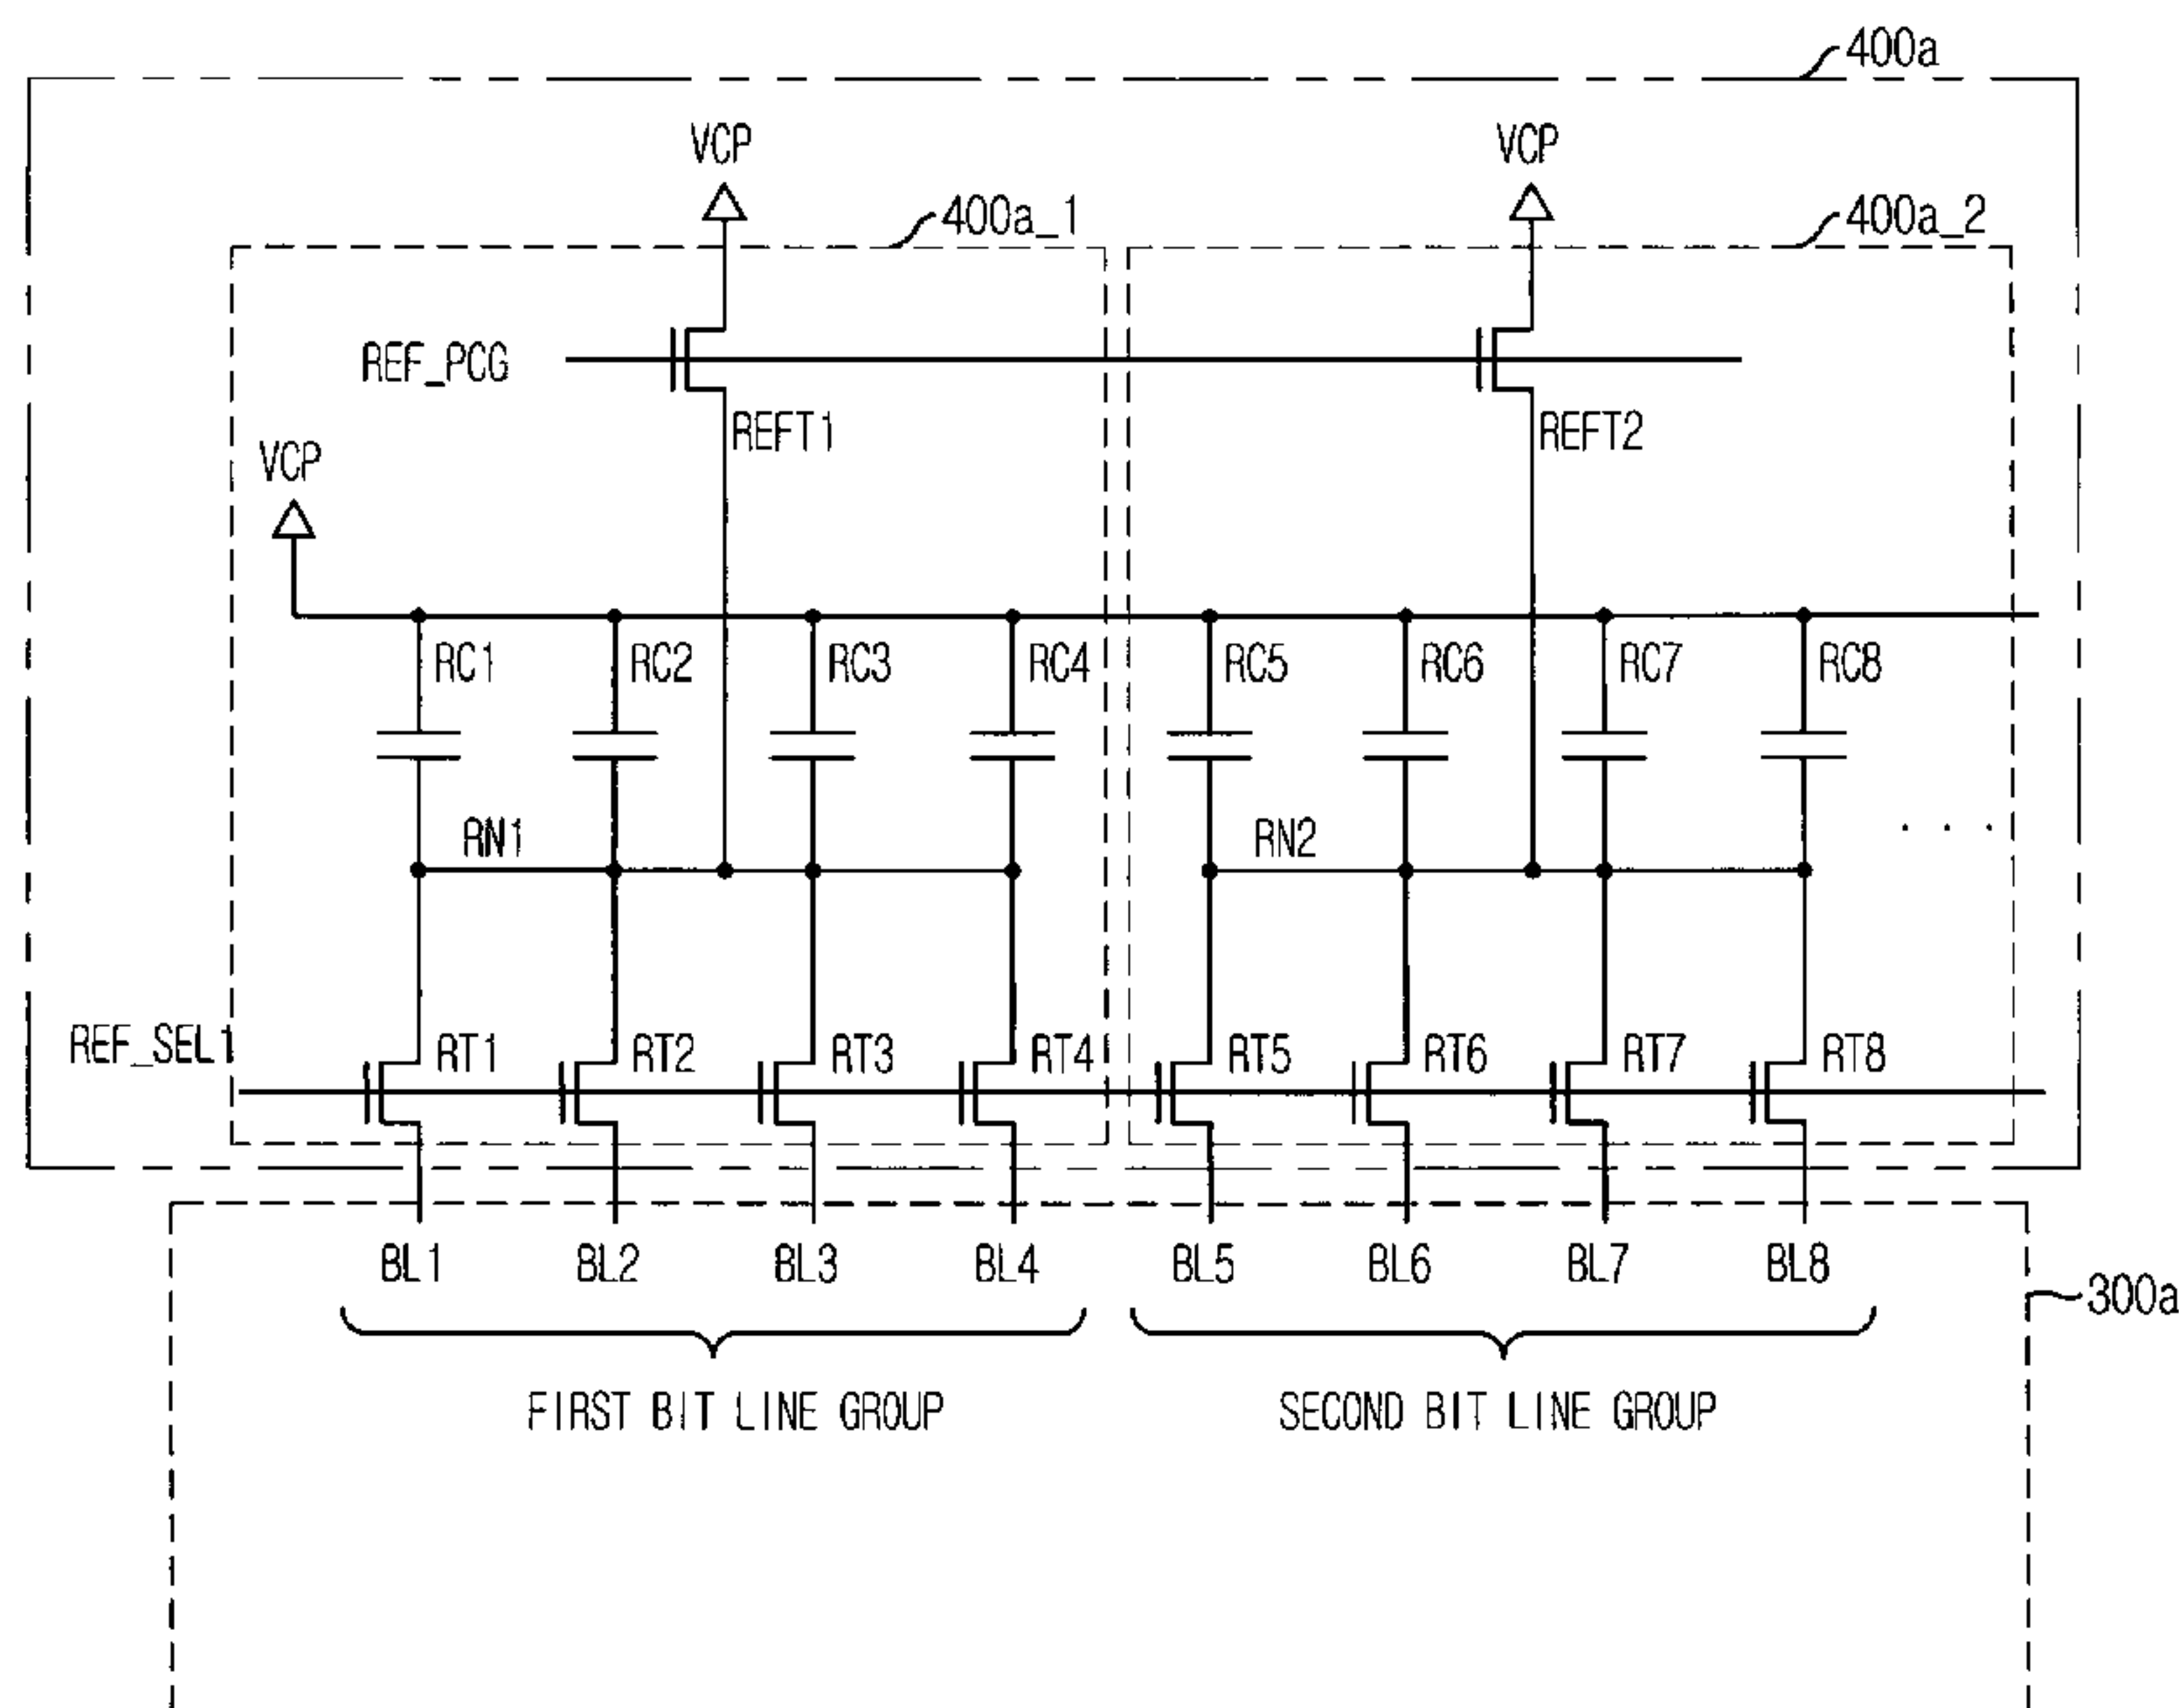 400a
VCP VCP
400a_1 400a_2
REF_PCG
REFT1 REFT2
VCP
RC1 RC2 RC3 RC4 RC5 RC6 RC7 RC8
RN1 RN2
. . .
REF_SEL1 RT1 RT2 RT3 RT4 RT5 RT6 RT7 RT8
BL1 BL2 BL3 BL4 BL5 BL6 BL7 BL8
300a
FIRST BIT LINE GROUP SECOND BIT LINE GROUP